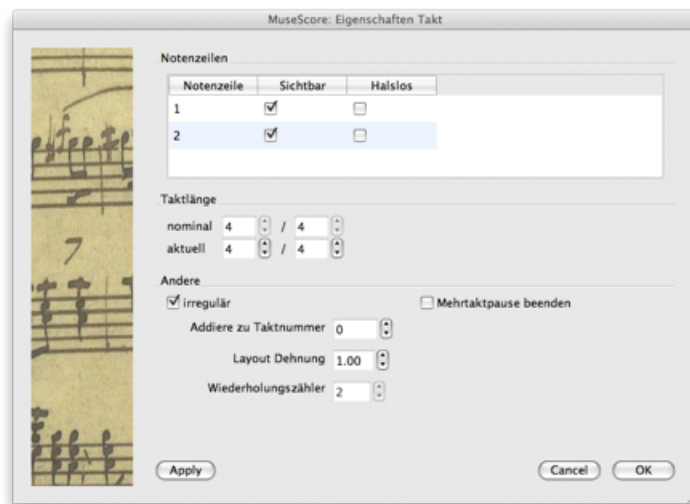 MuseScore: Eigenschaften Takt
Notenzeilen
Notenzeile Sichtbar Halslos
1
2
Taktlänge
nominal 4 / 4
aktuell 4 / 4
Andere
irregulär Mehrtaktpause beenden
Addiere zu Taktnummer 0
Layout Dehnung 1.00
Wiederholungszähler 2
Apply Cancel OK
7